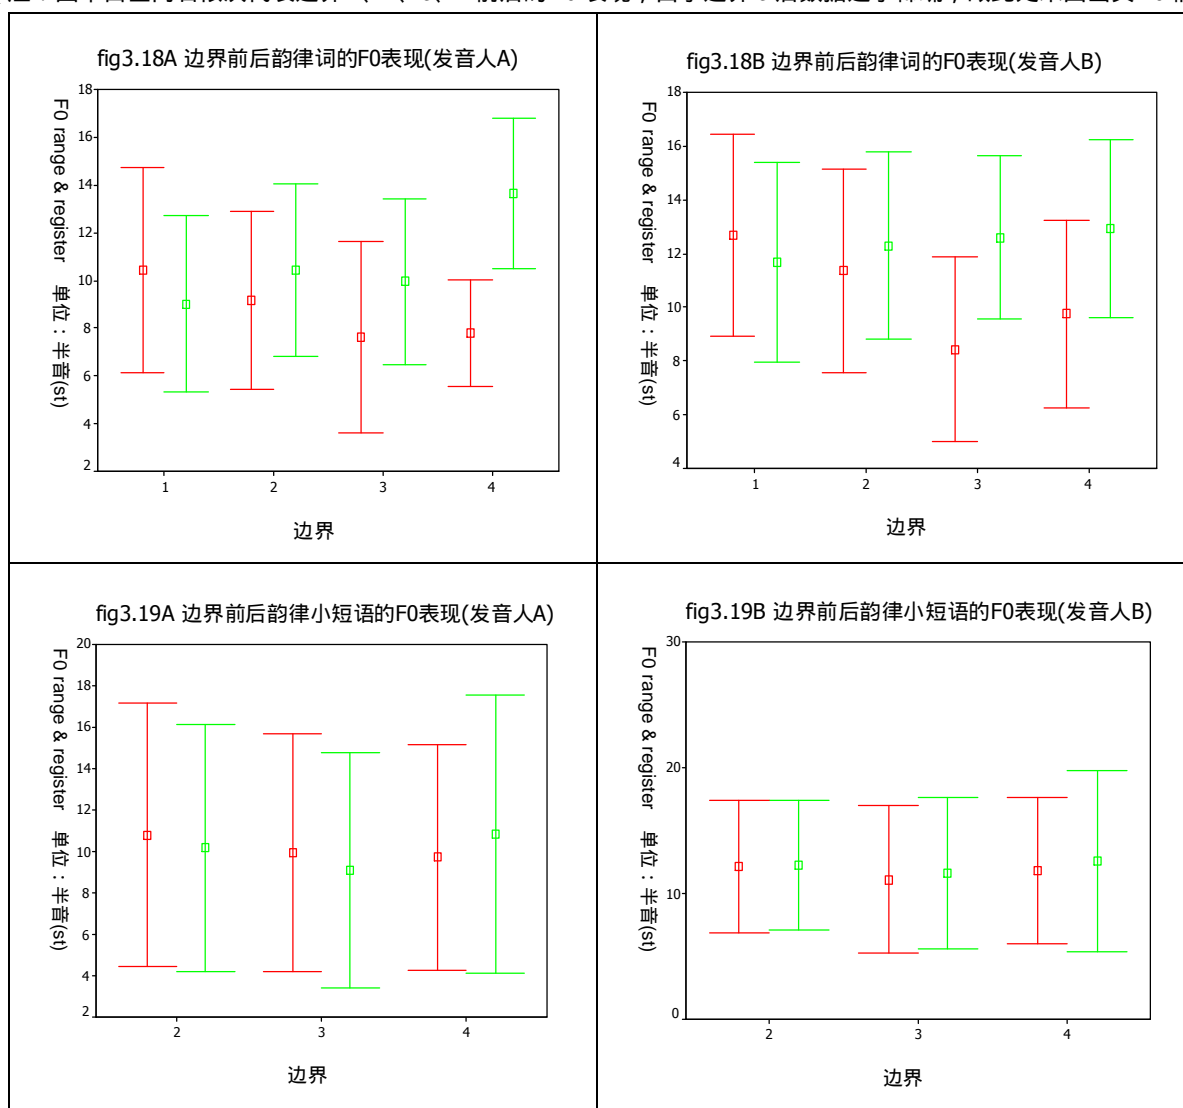 fig3.18A 边界前后韵律词的F0表现(发音人A)
F0 range & register 单位：半音(st)
18
16
14
12
10
8
6
4
2
1 2 3 4
边界
fig3.18B 边界前后韵律词的F0表现(发音人B)
F0 range & register 单位：半音(st)
18
16
14
12
10
8
6
4
1 2 3 4
边界
fig3.19A 边界前后韵律小短语的F0表现(发音人A)
F0 range & register 单位：半音(st)
20
18
16
14
12
10
8
6
4
2
2 3 4
边界
fig3.19B 边界前后韵律小短语的F0表现(发音人B)
F0 range & register 单位：半音(st)
30
20
10
0
2 3 4
边界